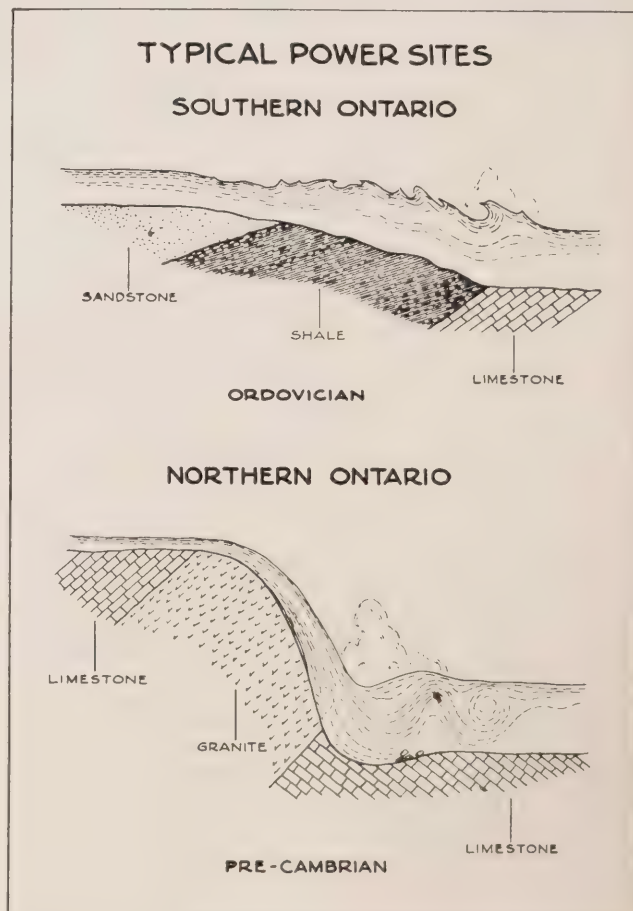 TYPICAL POWER SITES
SOUTHERN ONTARIO
SANDSTONE
SHALE
LIMESTONE
ORDOVICIAN
NORTHERN ONTARIO
LIMESTONE
GRANITE
LIMESTONE
PRE-CAMBRIAN